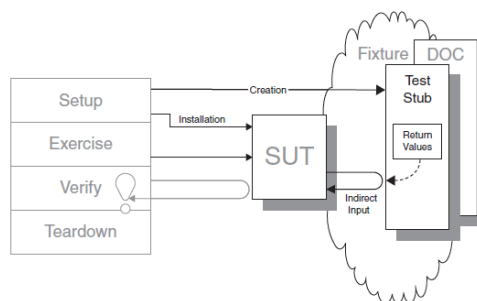 Fixture
DOC
Setup
Creation
Test
Stub
Installation
Exercise
SUT
Return
Values
Verify
Indirect
Input
Teardown